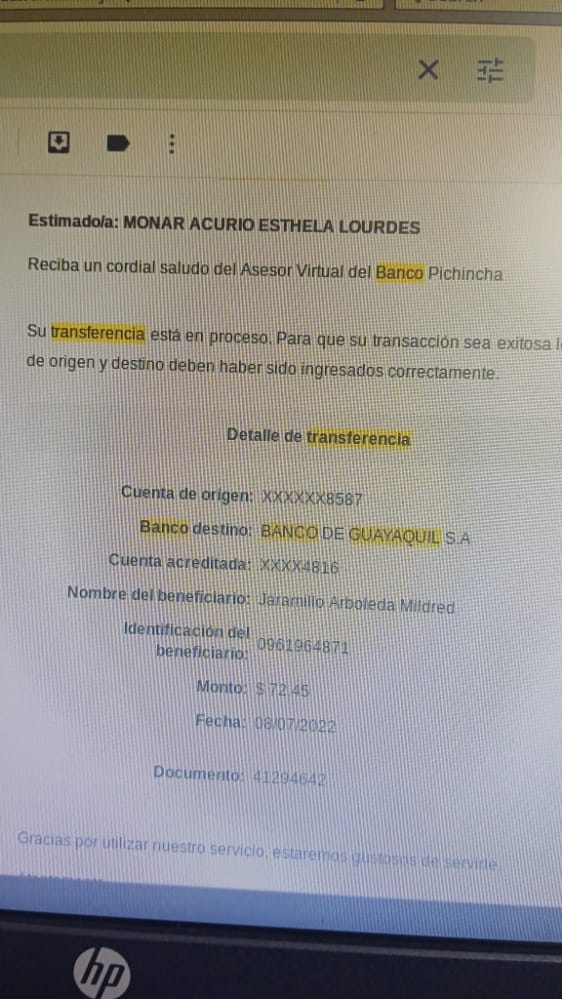 Estimado/a: MONAR ACURIO ESTHELA LOURDES
Reciba un cordial saludo del Asesor Virtual del Banco Pichincha
Su transferencia está en proceso. Para que su transacción sea exitosa
de origen y destino deben haber sido ingresados correctamente.
Detalle de transferencia
Cuenta de origen: XXXXXX8587
Banco destino: BANCO DE GUAYAQUIL S.A
Cuenta acreditada: XXXX4816
Nombre del beneficiario: Jaramillo Arboleda Mildred
Identificación del
beneficiario: 0961964871
Monto: $ 72.45
Fecha: 08/07/2022
Documento: 41294642
Gracias por utilizar nuestro servicio, estaremos gustosos de servirle.
hp